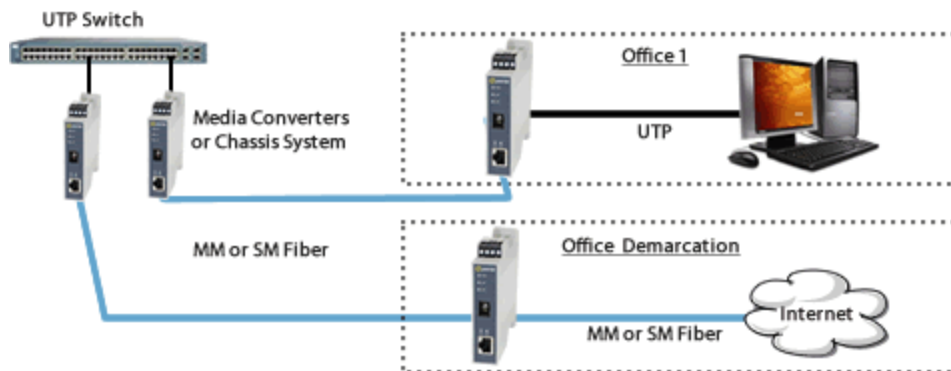 UTP Switch
Media Converters
or Chassis System
Office 1
UTP
MM or SM Fiber
Office Demarcation
Internet
MM or SM Fiber